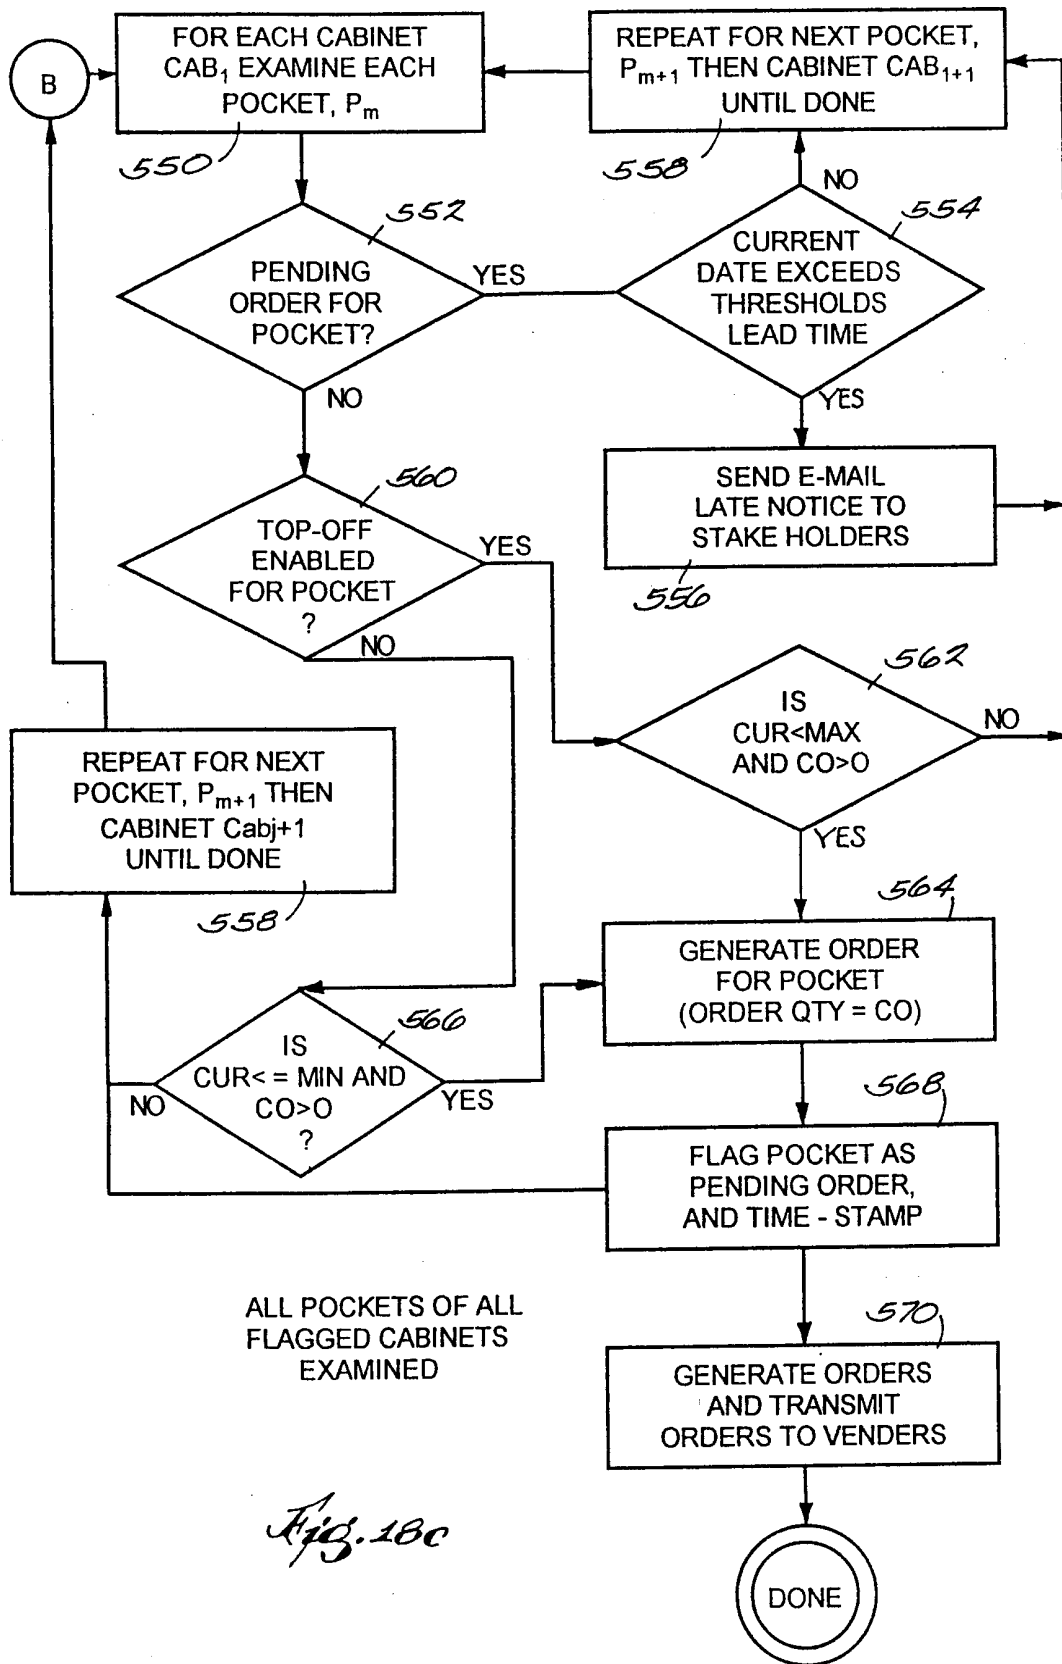 B
FOR EACH CABINET
CAB₁ EXAMINE EACH
POCKET, Pₘ
550
REPEAT FOR NEXT POCKET,
Pₘ₊₁ THEN CABINET CAB₁₊₁
UNTIL DONE
558
552
PENDING
ORDER FOR
POCKET?
YES
NO
NO
554
CURRENT
DATE EXCEEDS
THRESHOLDS
LEAD TIME
YES
SEND E-MAIL
LATE NOTICE TO
STAKE HOLDERS
556
560
TOP-OFF
ENABLED
FOR POCKET
?
YES
NO
562
IS
CUR<MAX
AND CO>O
NO
YES
REPEAT FOR NEXT
POCKET, Pₘ₊₁ THEN
CABINET Cabj+1
UNTIL DONE
558
564
GENERATE ORDER
FOR POCKET
(ORDER QTY = CO)
566
IS
CUR< = MIN AND
CO>O
?
NO
YES
568
FLAG POCKET AS
PENDING ORDER,
AND TIME - STAMP
ALL POCKETS OF ALL
FLAGGED CABINETS
EXAMINED
570
GENERATE ORDERS
AND TRANSMIT
ORDERS TO VENDERS
Fig. 18c
DONE